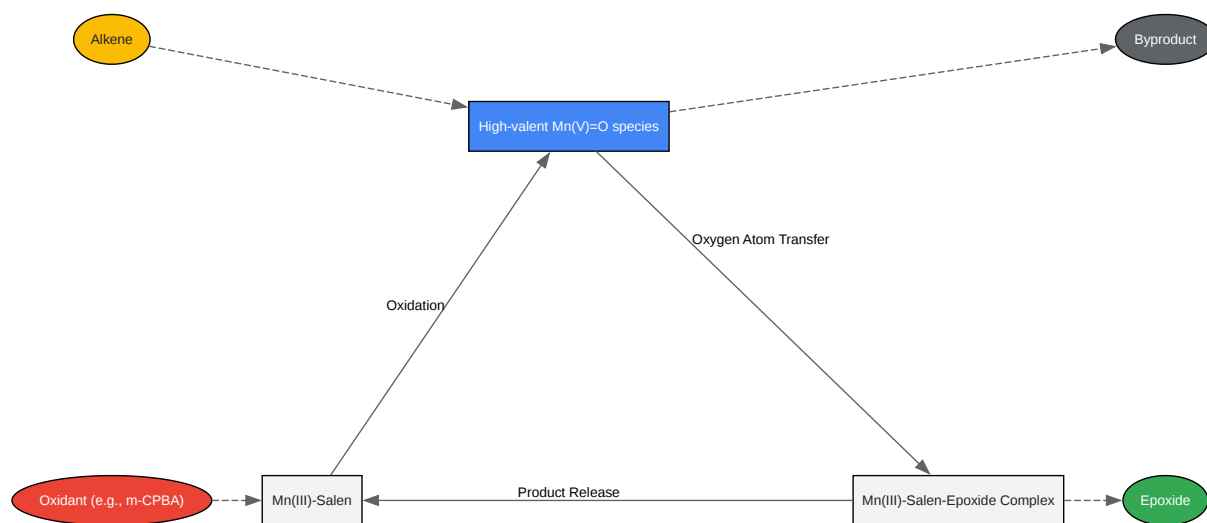 Alkene
Byproduct
High-valent Mn(V)=O species
Oxygen Atom Transfer
Oxidation
Product Release
Oxidant (e.g., m-CPBA)
Mn(III)-Salen
Mn(III)-Salen-Epoxide Complex
Epoxide